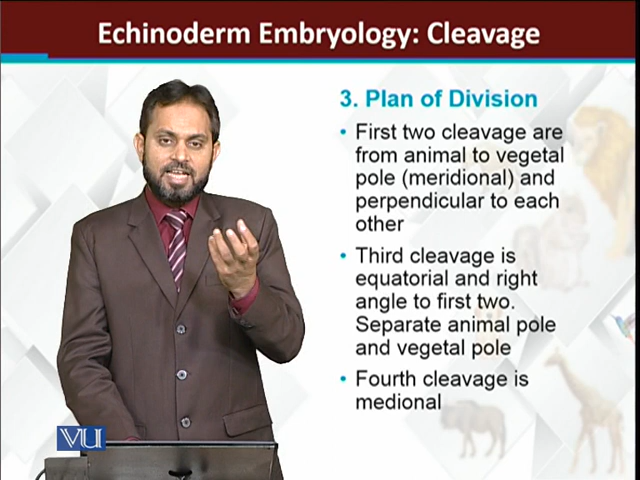 Echinoderm Embryology: Cleavage
3. Plan of Division
• First two cleavage are
from animal to vegetal
pole (meridional) and
perpendicular to each
other
• Third cleavage is
equatorial and right
angle to first two.
Separate animal pole
and vegetal pole
• Fourth cleavage is
medional
VU